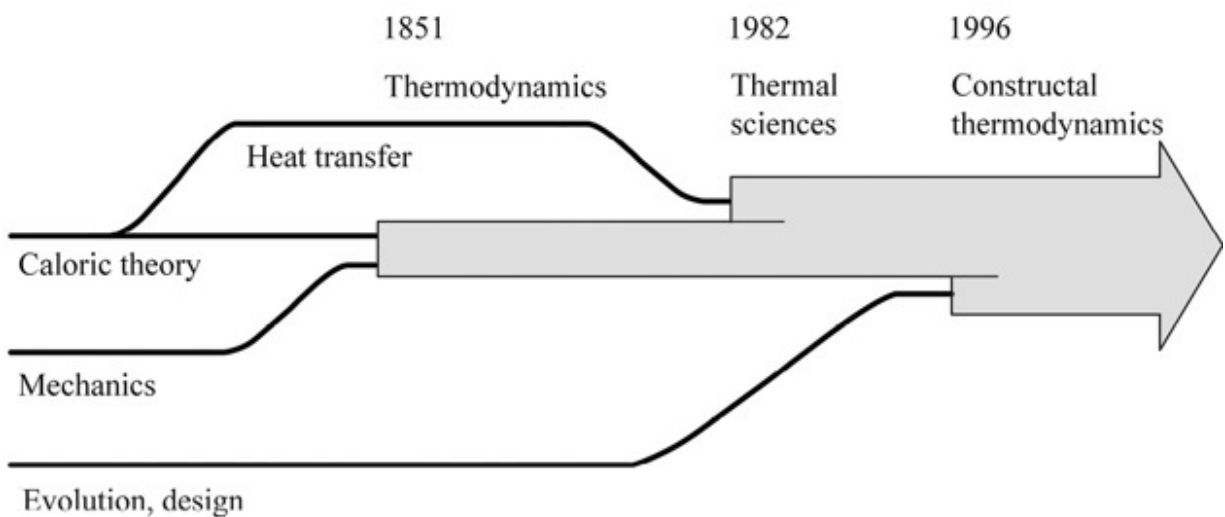 1851
1982
1996
Thermodynamics
Thermal
sciences
Constructal
thermodynamics
Heat transfer
Caloric theory
Mechanics
Evolution, design